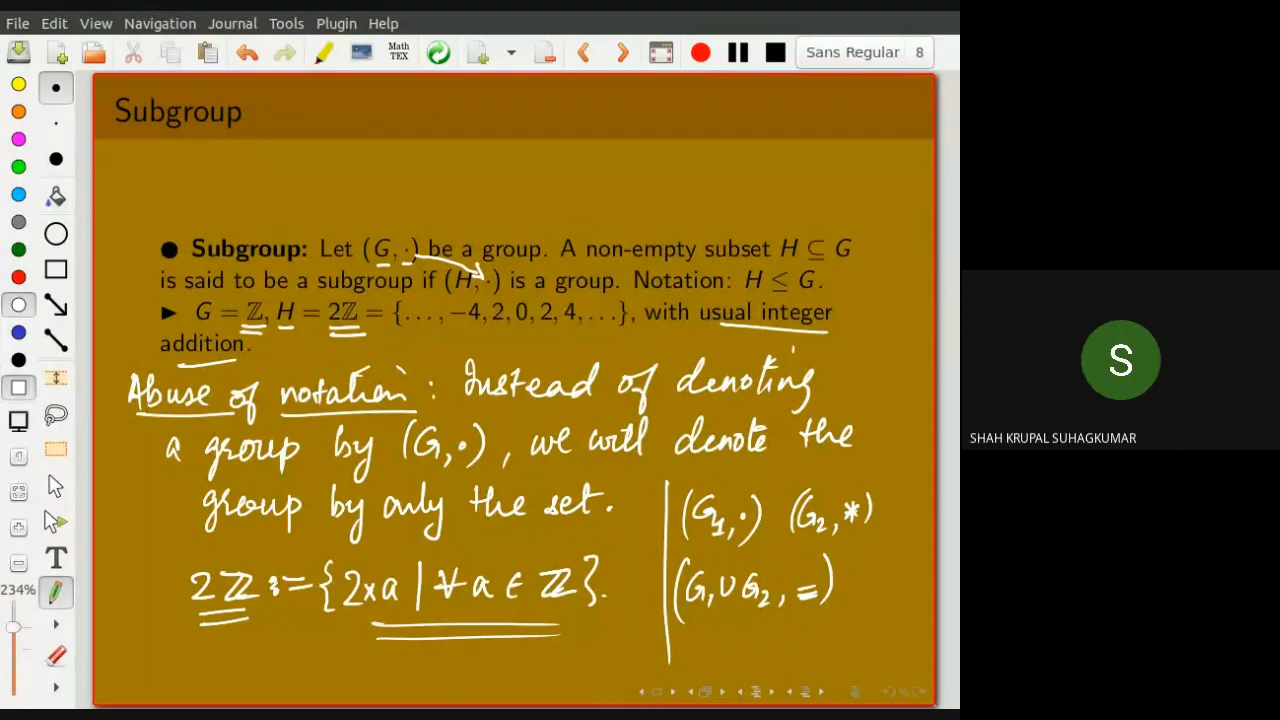 File Edit View Navigation Journal Tools Plugin Help
Math TEX
Sans Regular 8
Subgroup
● Subgroup: Let (G, ·) be a group. A non-empty subset H ⊆ G
is said to be a subgroup if (H, ·) is a group. Notation: H ≤ G.
► G = ℤ, H = 2ℤ = {. . . , −4, 2, 0, 2, 4, . . .}, with usual integer
addition.
Abuse of notation : Instead of denoting
a group by (G, ·), we will denote the
group by only the set.
(G₁, ·) (G₂, *)
2ℤ := {2×a | ∀ a ∈ ℤ}.
(G₁ ∪ G₂, =)
234%
T
S
SHAH KRUPAL SUHAGKUMAR